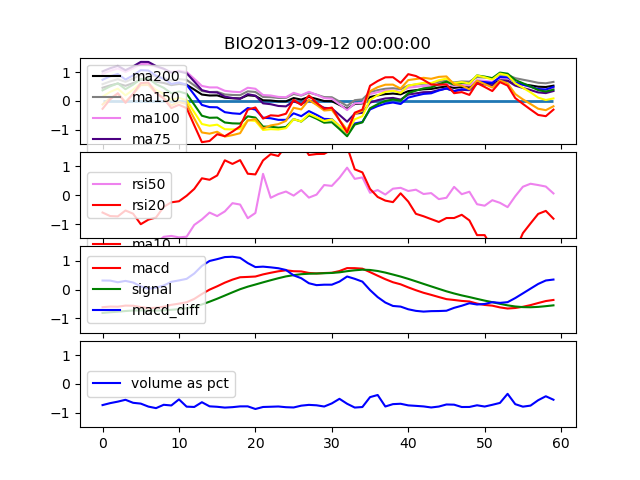 BIO2013-09-12 00:00:00
1
0
−1
ma200
ma150
ma100
ma75
1
0
−1
rsi50
rsi20
ma10
1
0
−1
macd
signal
macd_diff
1
0
−1
volume as pct
0 10 20 30 40 50 60